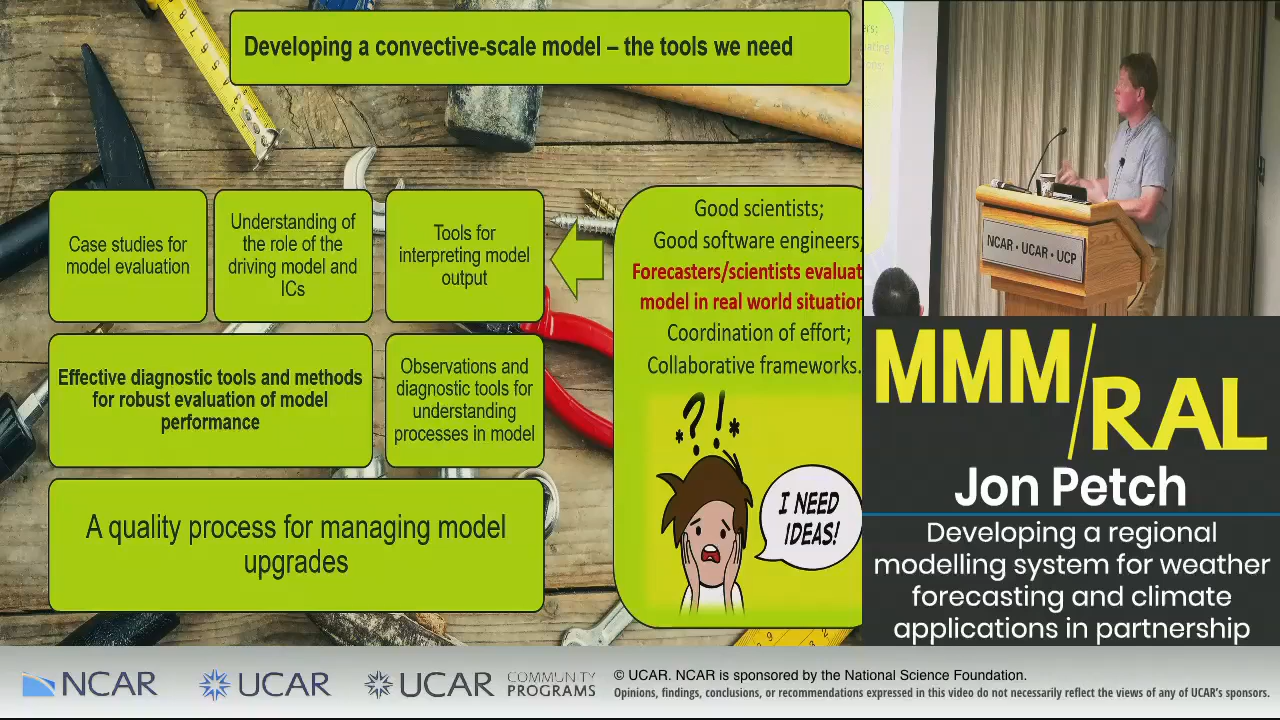 Developing a convective-scale model – the tools we need
Case studies for
model evaluation
Understanding of
the role of the
driving model and
ICs
Tools for
interpreting model
output
Effective diagnostic tools and methods
for robust evaluation of model
performance
Observations and
diagnostic tools for
understanding
processes in model
A quality process for managing model
upgrades
Good scientists;
Good software engineers;
Forecasters/scientists evaluat
model in real world situation
Coordination of effort;
Collaborative frameworks.
?!
I NEED
IDEAS!
NCAR • UCAR • UCP
MMM/RAL
Jon Petch
Developing a regional
modelling system for weather
forecasting and climate
applications in partnership
NCAR
UCAR
UCAR
COMMUNITY
PROGRAMS
© UCAR. NCAR is sponsored by the National Science Foundation.
Opinions, findings, conclusions, or recommendations expressed in this video do not necessarily reflect the views of any of UCAR's sponsors.